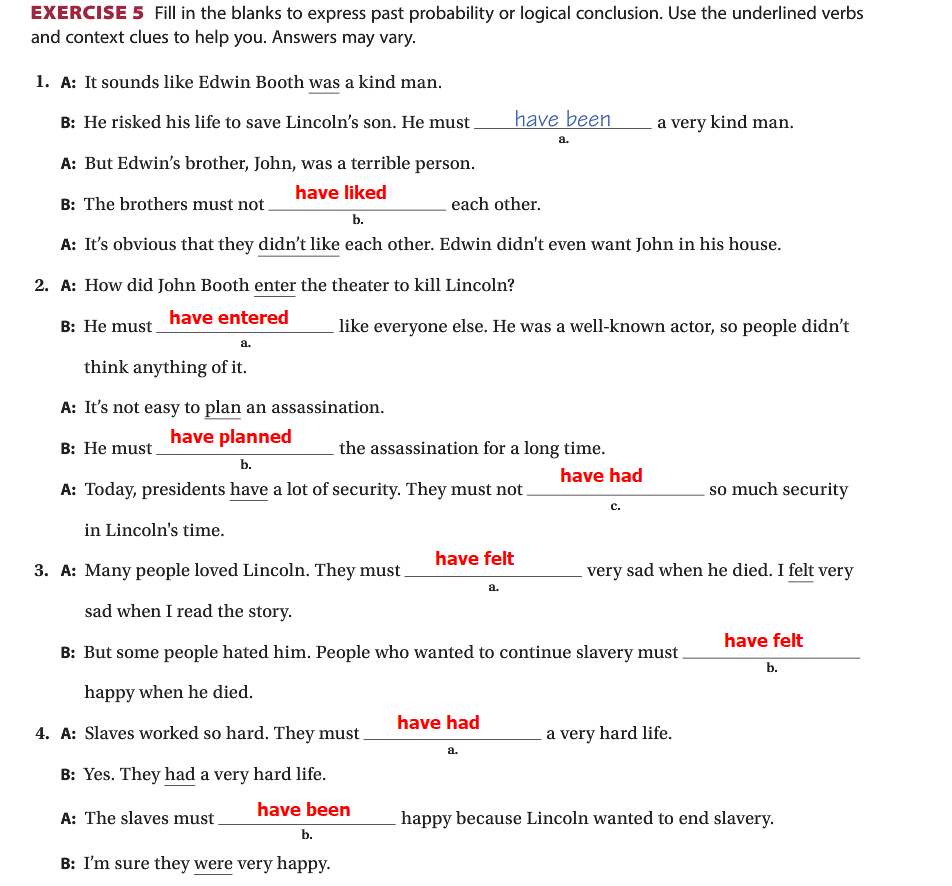 EXERCISE 5 Fill in the blanks to express past probability or logical conclusion. Use the underlined verbs
and context clues to help you. Answers may vary.
1. A: It sounds like Edwin Booth was a kind man.
B: He risked his life to save Lincoln's son. He must have been a very kind man.
a.
A: But Edwin's brother, John, was a terrible person.
B: The brothers must not have liked each other.
b.
A: It's obvious that they didn't like each other. Edwin didn't even want John in his house.
2. A: How did John Booth enter the theater to kill Lincoln?
B: He must have entered like everyone else. He was a well-known actor, so people didn't
a.
think anything of it.
A: It's not easy to plan an assassination.
B: He must have planned the assassination for a long time.
b.
A: Today, presidents have a lot of security. They must not have had so much security
c.
in Lincoln's time.
3. A: Many people loved Lincoln. They must have felt very sad when he died. I felt very
a.
sad when I read the story.
B: But some people hated him. People who wanted to continue slavery must have felt
b.
happy when he died.
4. A: Slaves worked so hard. They must have had a very hard life.
a.
B: Yes. They had a very hard life.
A: The slaves must have been happy because Lincoln wanted to end slavery.
b.
B: I'm sure they were very happy.